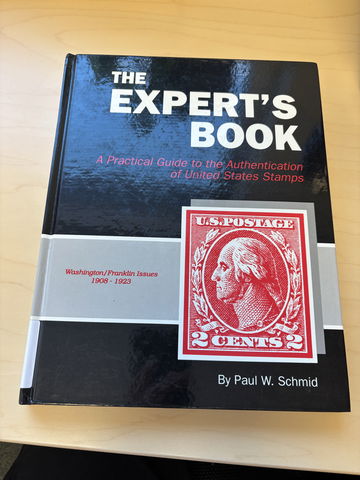 THE
EXPERT'S
BOOK
A Practical Guide to the Authentication
of United States Stamps
Washington/Franklin Issues
1908 - 1923
U.S.POSTAGE
2 CENTS 2
By Paul W. Schmid